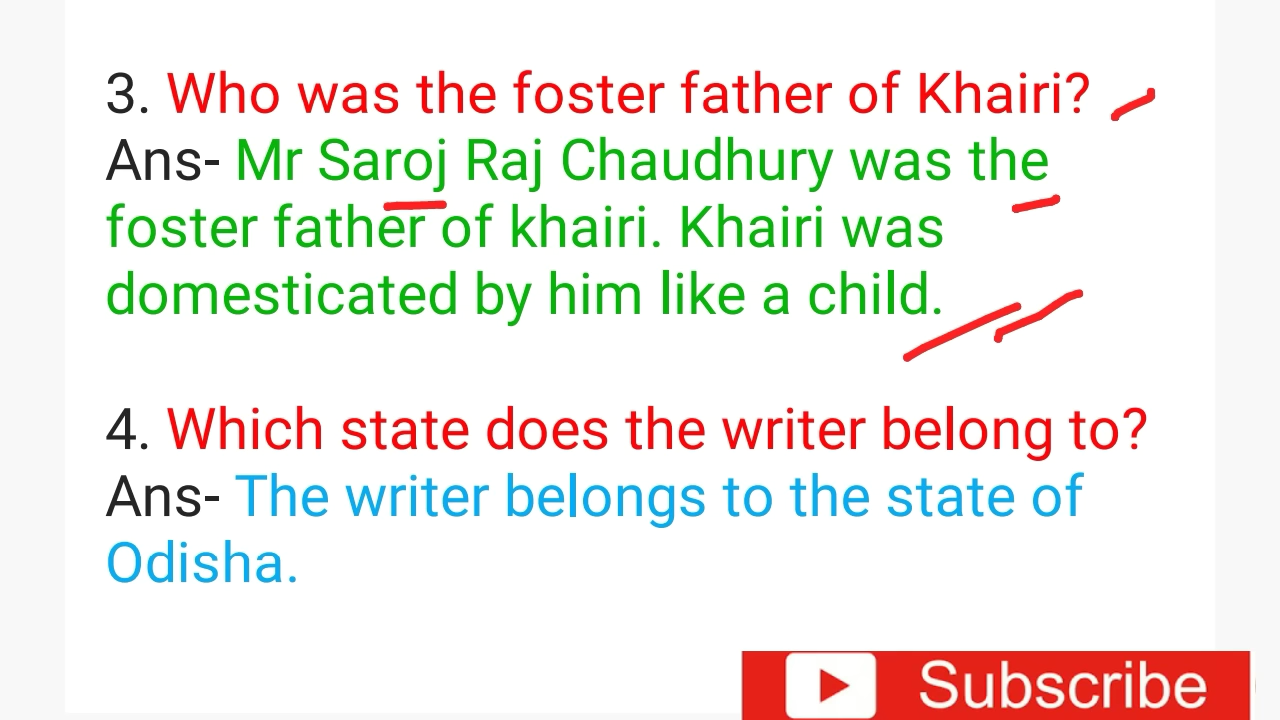 3. Who was the foster father of Khairi?
Ans- Mr Saroj Raj Chaudhury was the
foster father of khairi. Khairi was
domesticated by him like a child.
4. Which state does the writer belong to?
Ans- The writer belongs to the state of
Odisha.
Subscribe